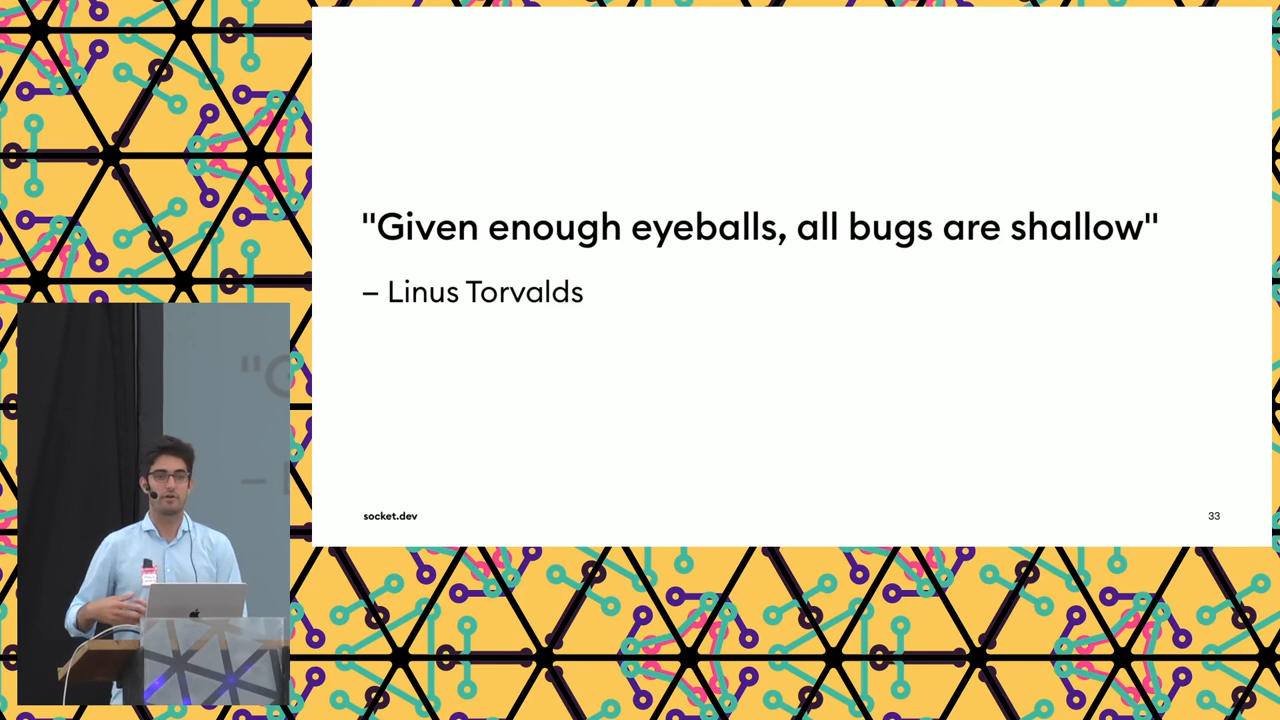 "Given enough eyeballs, all bugs are shallow"
– Linus Torvalds
socket.dev
33
"G